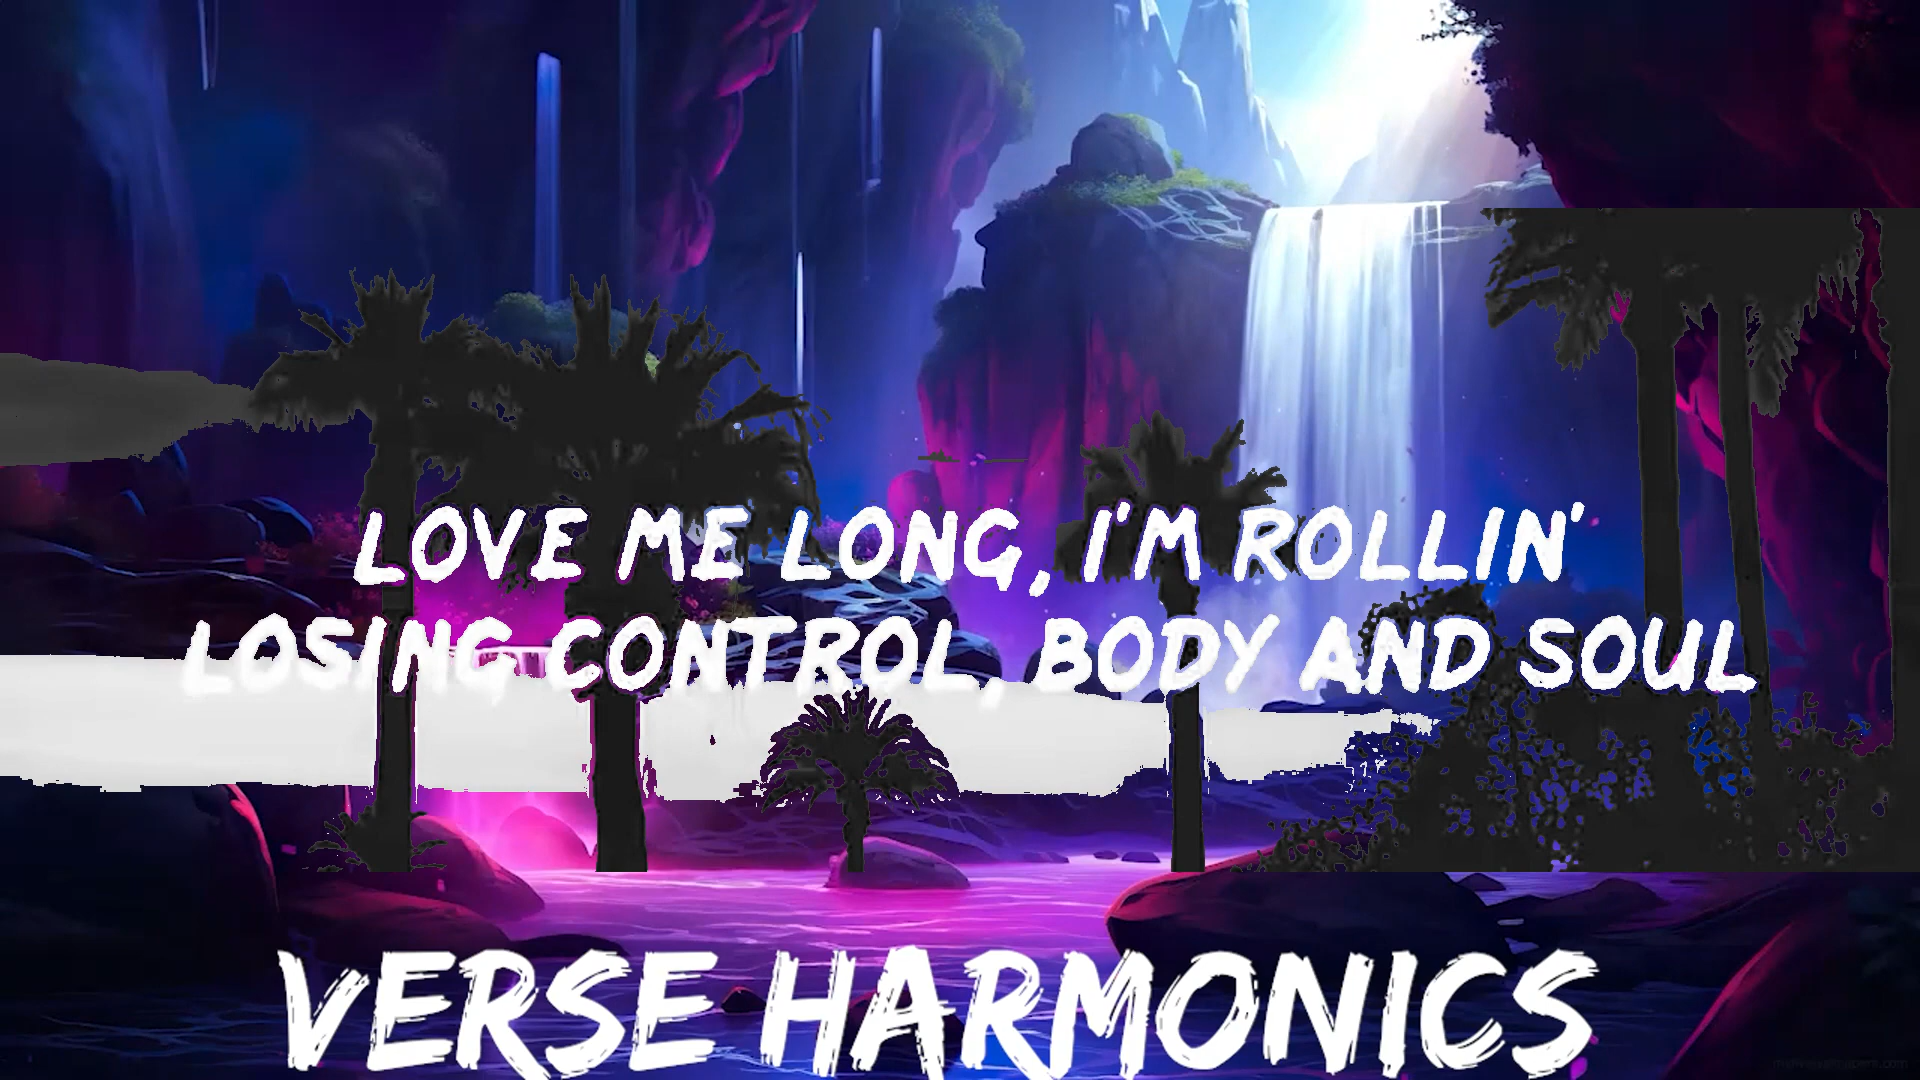 LOVE ME LONG, I'M ROLLIN'
LOSING CONTROL, BODY AND SOUL
VERSE HARMONICS